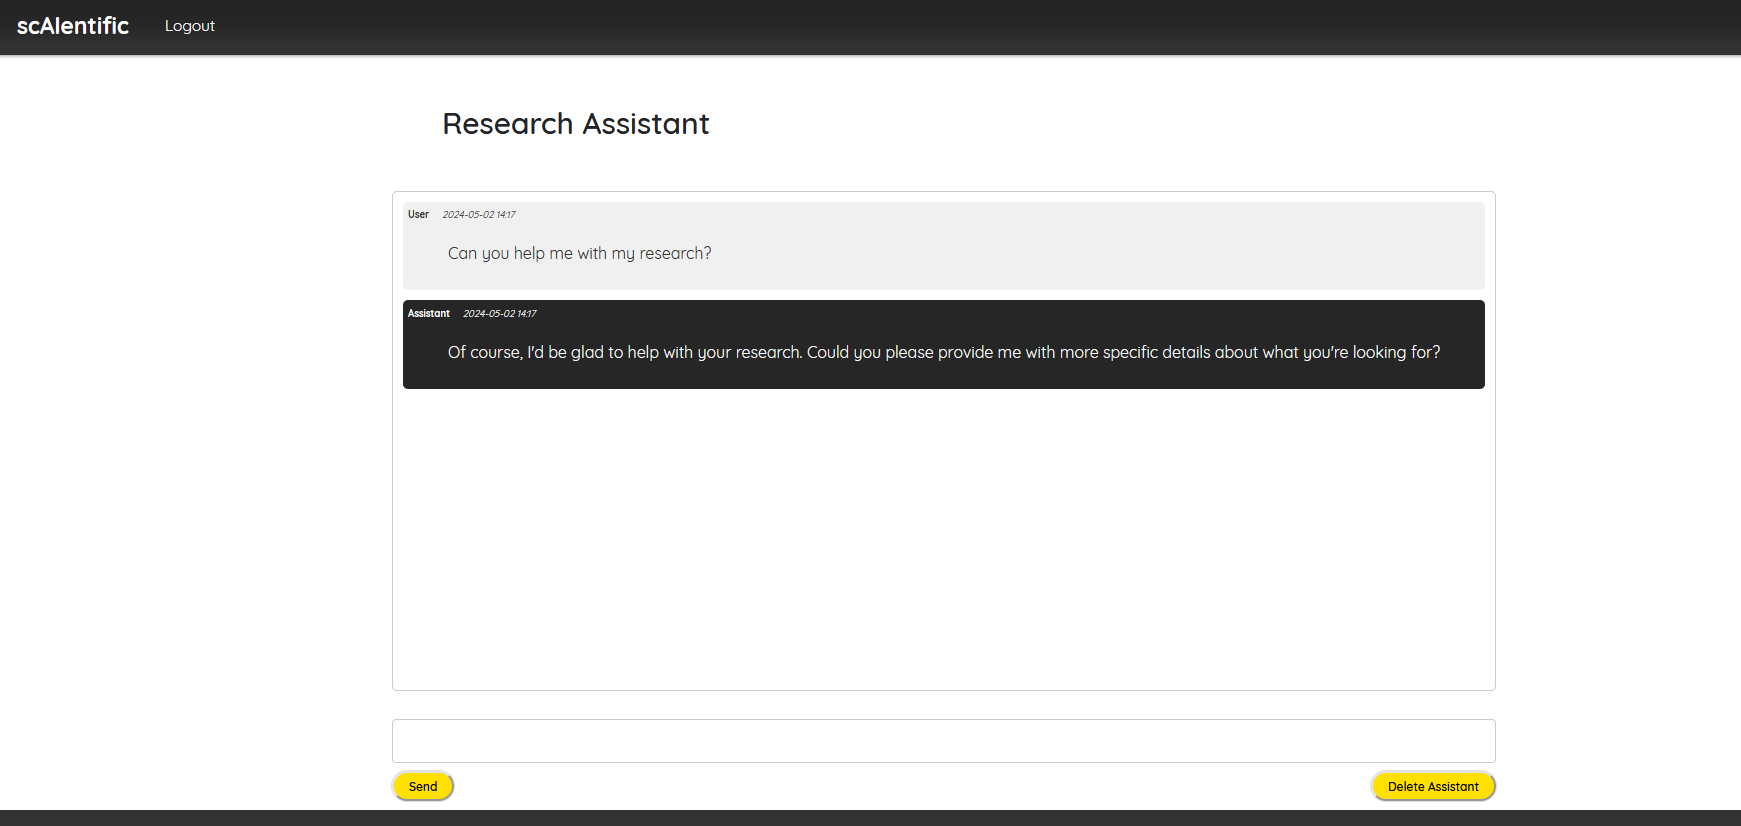 scAIentific Logout
Research Assistant
User 2024-05-02 14:17
Can you help me with my research?
Assistant 2024-05-02 14:17
Of course, I'd be glad to help with your research. Could you please provide me with more specific details about what you're looking for?
Send Delete Assistant